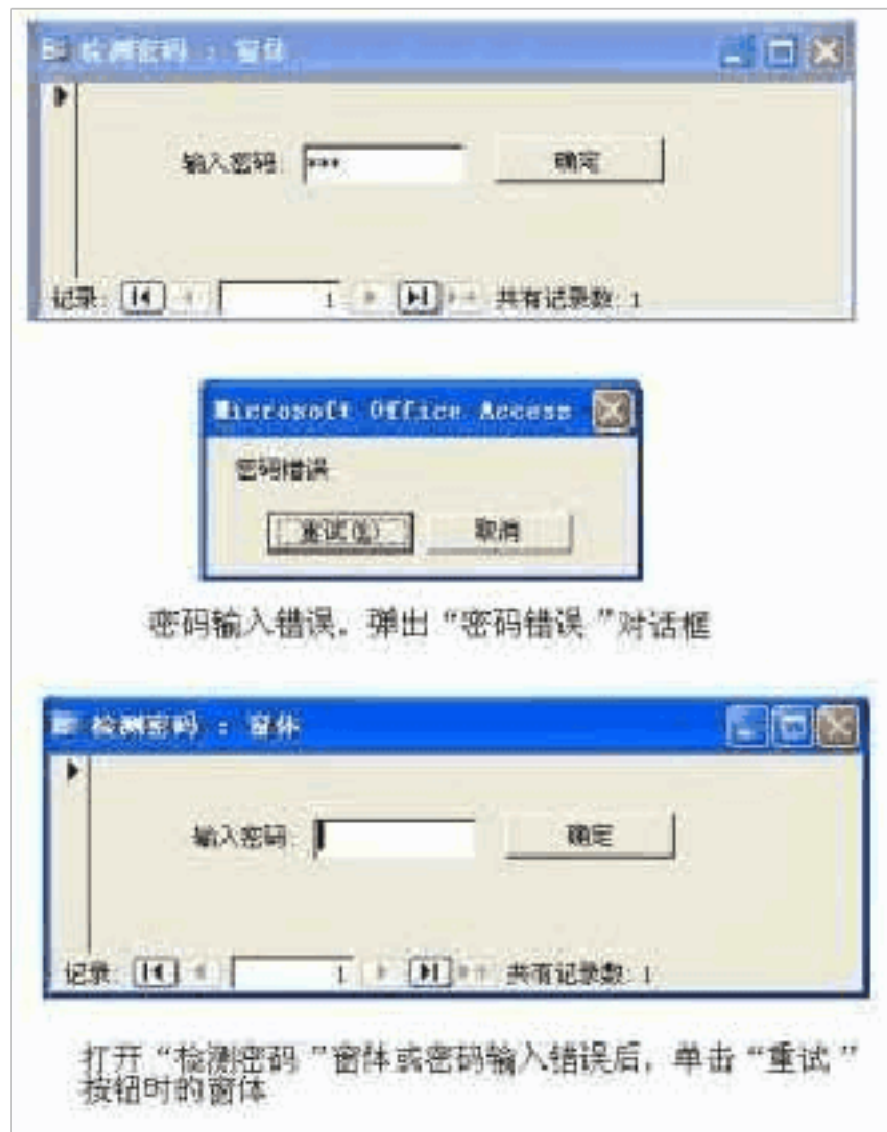 检测密码 : 窗体
输入密码: *** 确定
记录: 1 共有记录数: 1
Microsoft Office Access
密码错误
重试(R) 取消
密码输入错误。弹出“密码错误”对话框
检测密码 : 窗体
输入密码: 确定
记录: 1 共有记录数: 1
打开“检测密码”窗体或密码输入错误后, 单击“重试”
按钮时的窗体